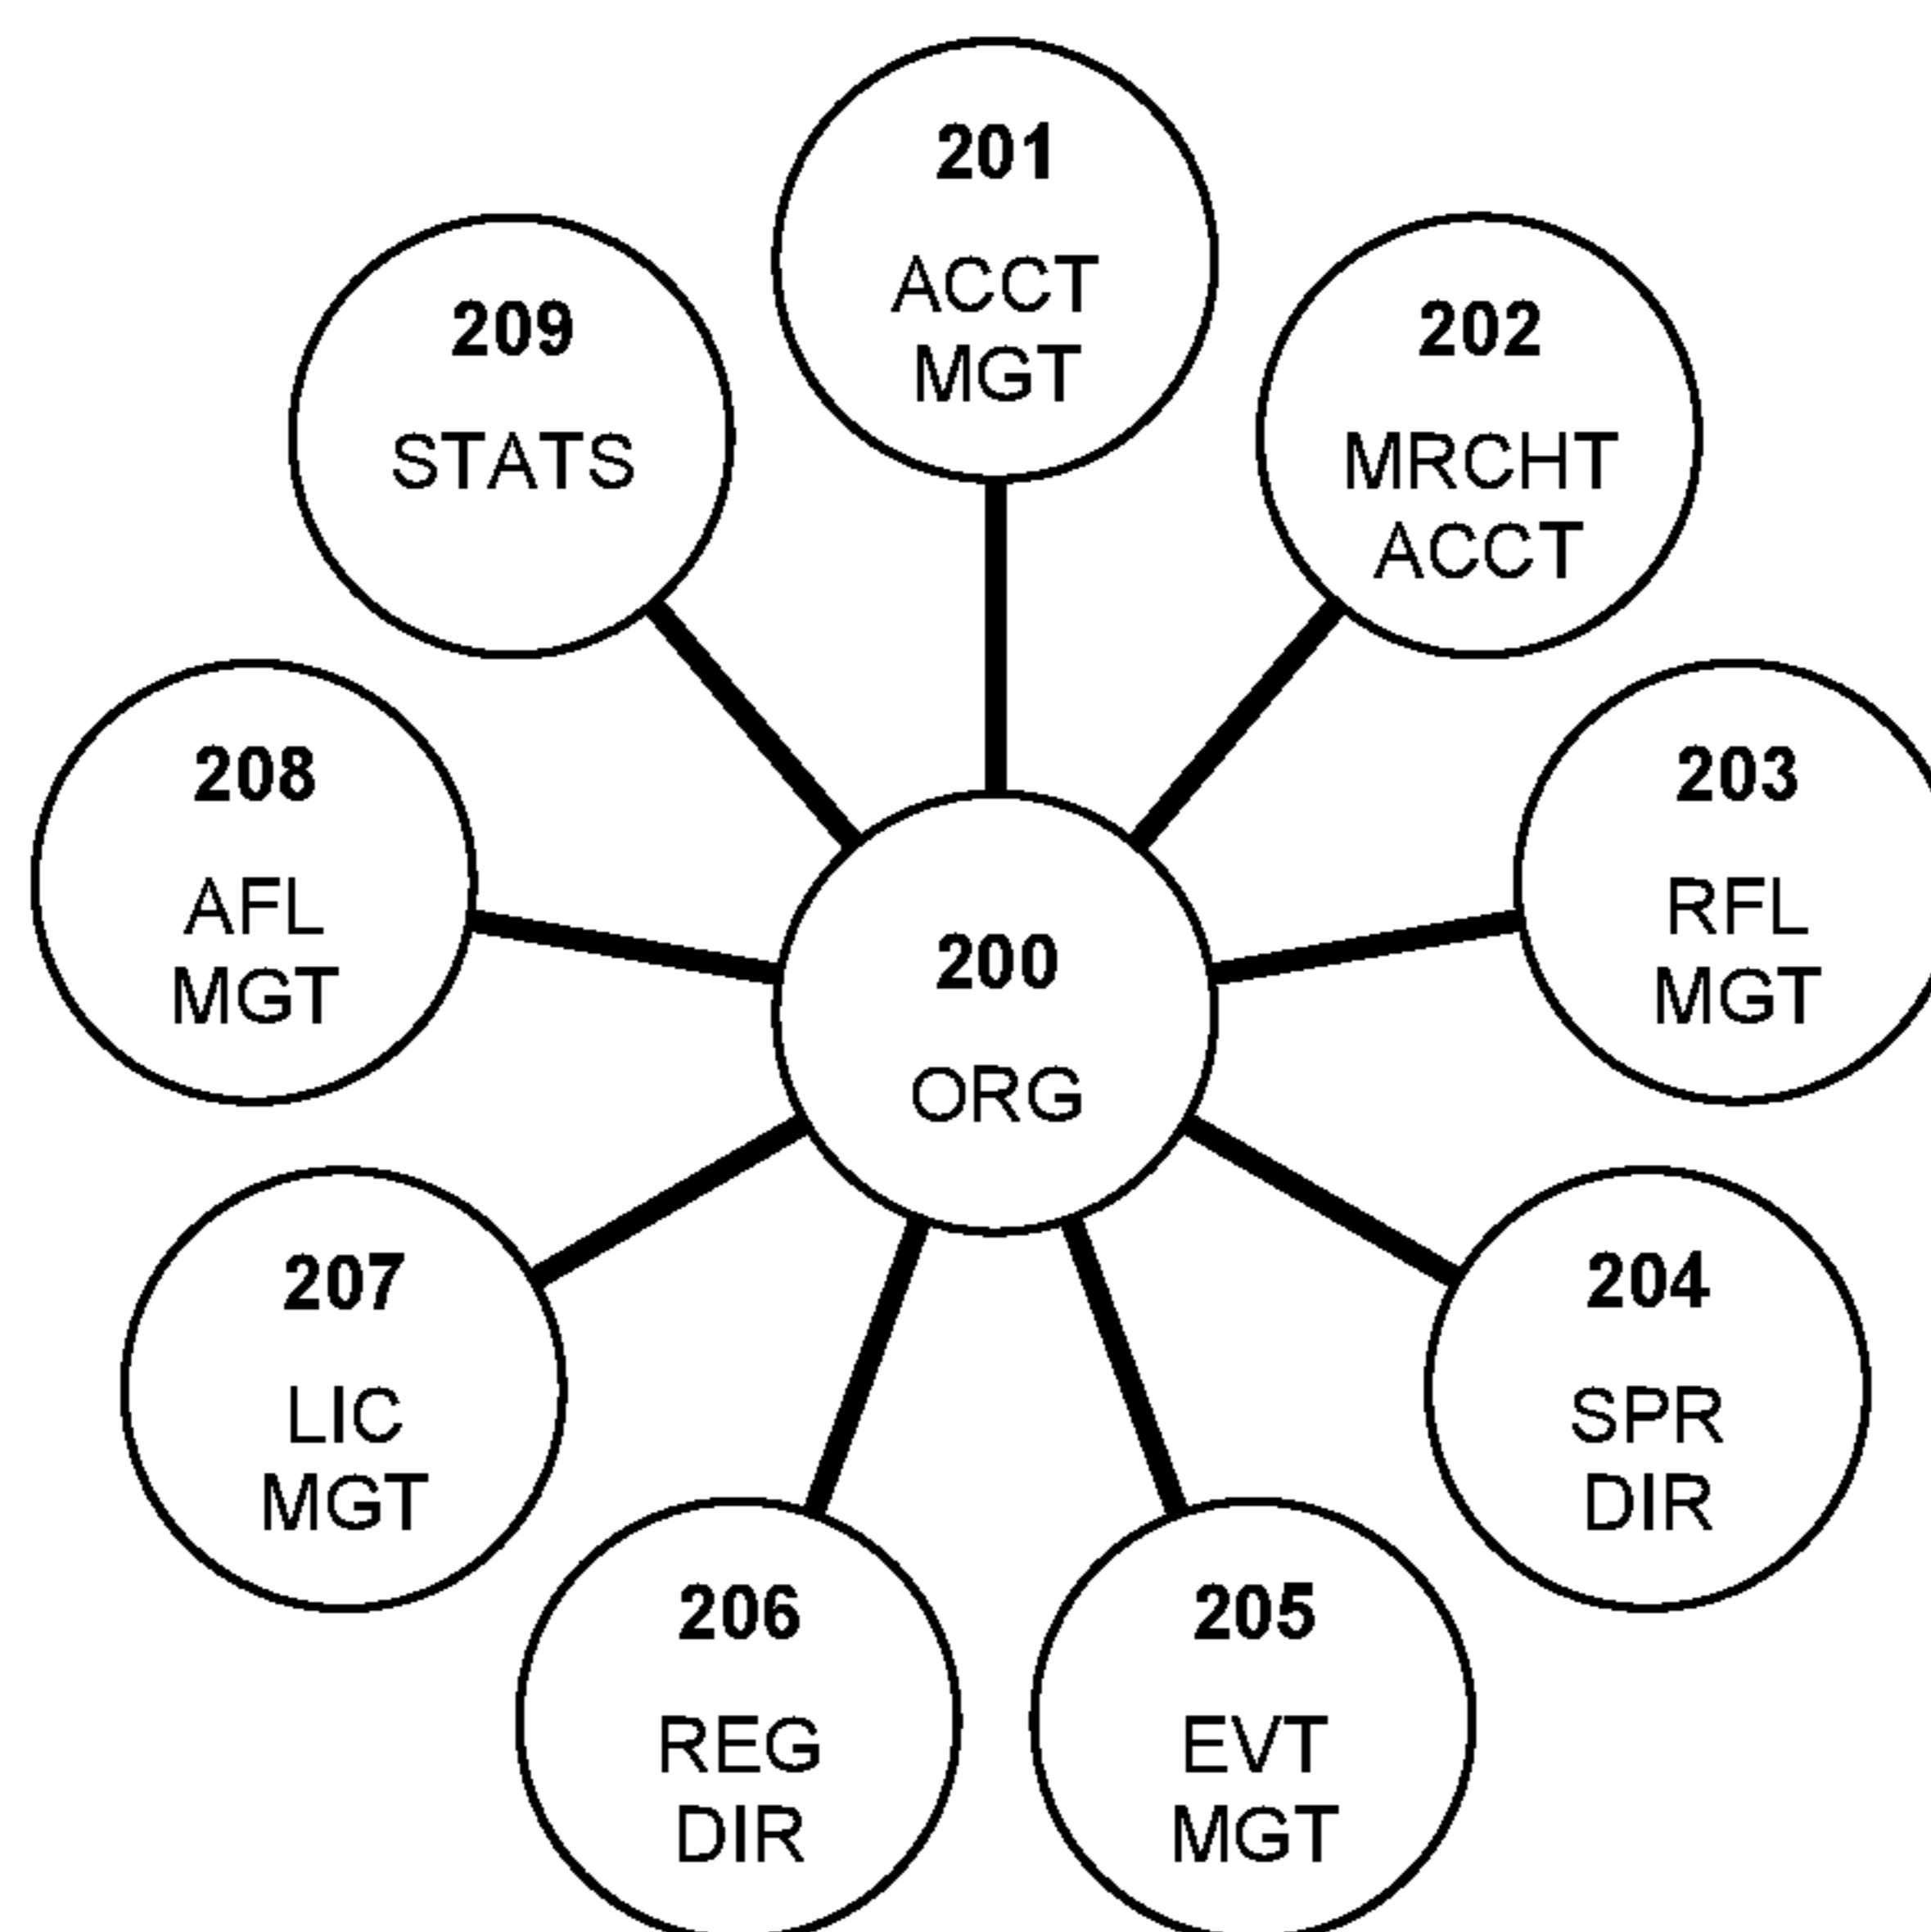 201
ACCT
MGT
209
STATS
202
MRCHT
ACCT
208
AFL
MGT
203
RFL
MGT
200
ORG
207
LIC
MGT
204
SPR
DIR
206
REG
DIR
205
EVT
MGT